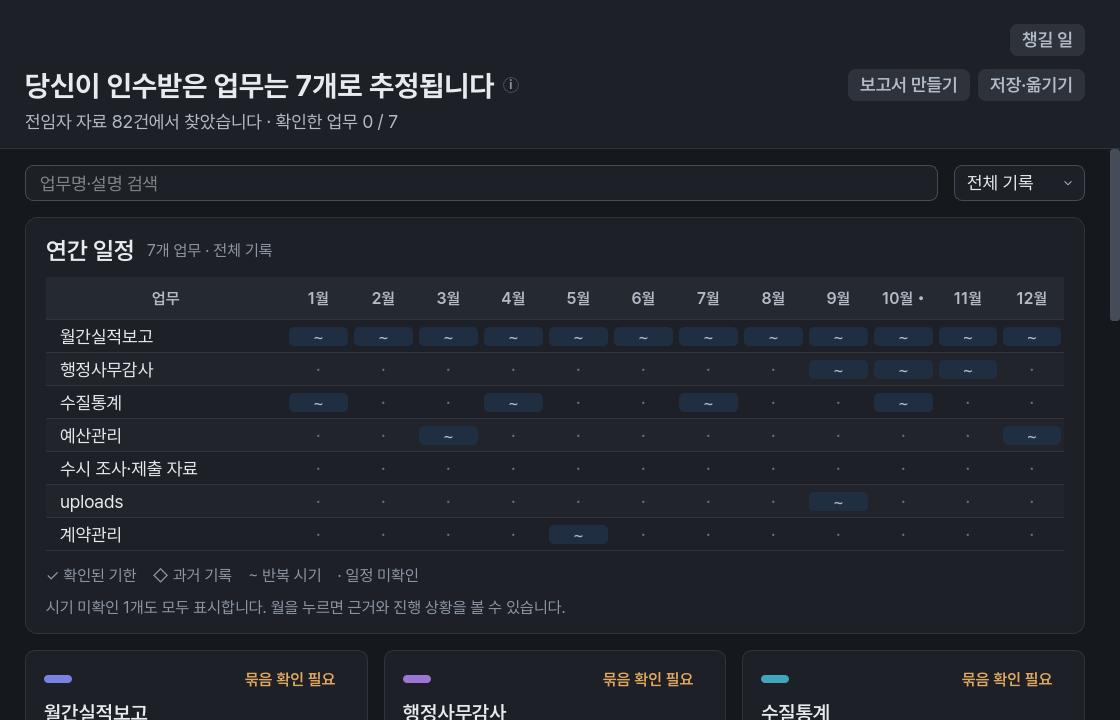 챙길 일
당신이 인수받은 업무는 7개로 추정됩니다 ⓘ
보고서 만들기 저장·옮기기
전임자 자료 82건에서 찾았습니다 · 확인한 업무 0 / 7
업무명·설명 검색 전체 기록
연간 일정 7개 업무 · 전체 기록
업무 1월 2월 3월 4월 5월 6월 7월 8월 9월 10월 • 11월 12월
월간실적보고 ~ ~ ~ ~ ~ ~ ~ ~ ~ ~ ~ ~
행정사무감사 · · · · · · · · ~ ~ ~ ·
수질통계 ~ · · ~ · · ~ · · ~ · ·
예산관리 · · ~ · · · · · · · · ~
수시 조사·제출 자료 · · · · · · · · · · · ·
uploads · · · · · · · · ~ · · ·
계약관리 · · · · ~ · · · · · · ·
✓ 확인된 기한 ◇ 과거 기록 ~ 반복 시기 · 일정 미확인
시기 미확인 1개도 모두 표시합니다. 월을 누르면 근거와 진행 상황을 볼 수 있습니다.
묶음 확인 필요 묶음 확인 필요 묶음 확인 필요
월간실적보고 행정사무감사 수질통계